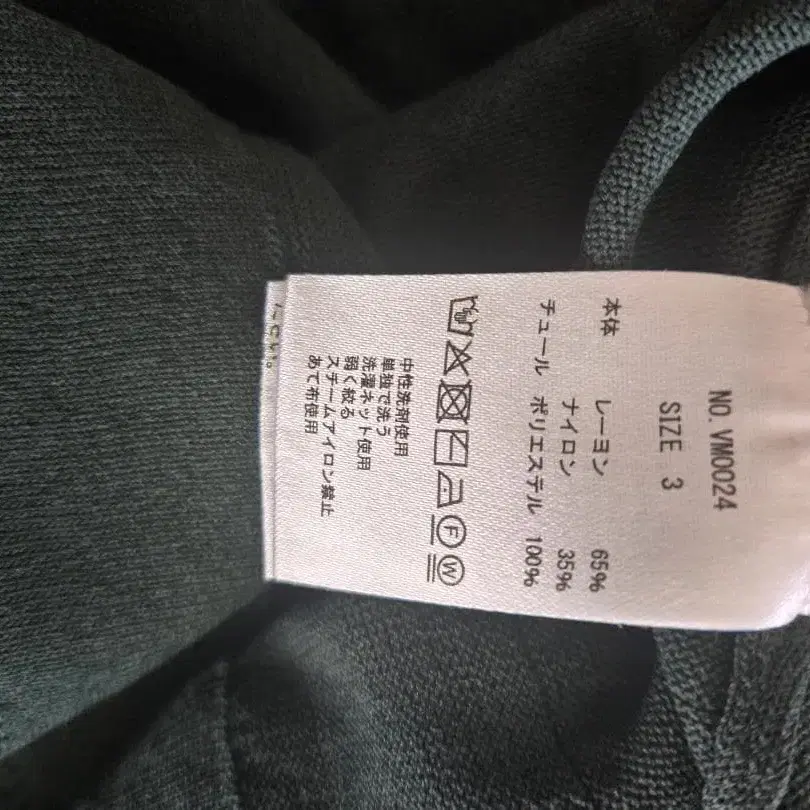 NO. VM0024
SIZE 3
本体 レーヨン 65%
ナイロン 35%
チュール ポリエステル 100%
F W
中性洗剤使用
単独で洗う
洗濯ネット使用
弱く絞る
スチームアイロン禁止
あて布使用